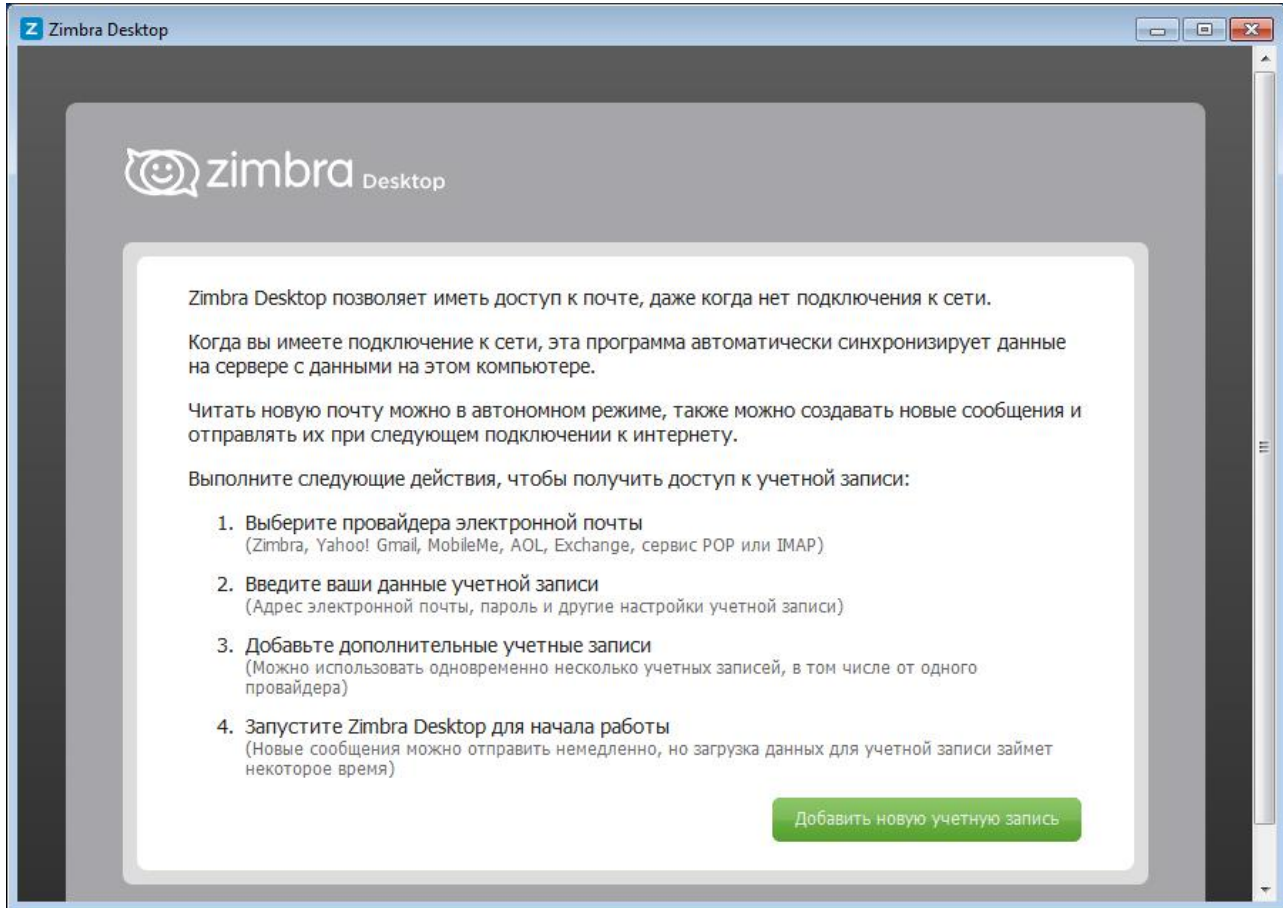 Zimbra Desktop
zimbra Desktop
Zimbra Desktop позволяет иметь доступ к почте, даже когда нет подключения к сети.
Когда вы имеете подключение к сети, эта программа автоматически синхронизирует данные
на сервере с данными на этом компьютере.
Читать новую почту можно в автономном режиме, также можно создавать новые сообщения и
отправлять их при следующем подключении к интернету.
Выполните следующие действия, чтобы получить доступ к учетной записи:
1. Выберите провайдера электронной почты
(Zimbra, Yahoo! Gmail, MobileMe, AOL, Exchange, сервис POP или IMAP)
2. Введите ваши данные учетной записи
(Адрес электронной почты, пароль и другие настройки учетной записи)
3. Добавьте дополнительные учетные записи
(Можно использовать одновременно несколько учетных записей, в том числе от одного
провайдера)
4. Запустите Zimbra Desktop для начала работы
(Новые сообщения можно отправить немедленно, но загрузка данных для учетной записи займет
некоторое время)
Добавить новую учетную запись